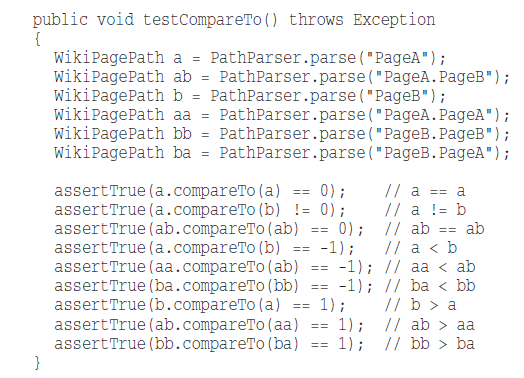 public void testCompareTo() throws Exception
{
WikiPagePath a = PathParser.parse("PageA");
WikiPagePath ab = PathParser.parse("PageA.PageB");
WikiPagePath b = PathParser.parse("PageB");
WikiPagePath aa = PathParser.parse("PageA.PageA");
WikiPagePath bb = PathParser.parse("PageB.PageB");
WikiPagePath ba = PathParser.parse("PageB.PageA");
assertTrue(a.compareTo(a) == 0); // a == a
assertTrue(a.compareTo(b) != 0); // a != b
assertTrue(ab.compareTo(ab) == 0); // ab == ab
assertTrue(a.compareTo(b) == -1); // a < b
assertTrue(aa.compareTo(ab) == -1); // aa < ab
assertTrue(ba.compareTo(bb) == -1); // ba < bb
assertTrue(b.compareTo(a) == 1); // b > a
assertTrue(ab.compareTo(aa) == 1); // ab > aa
assertTrue(bb.compareTo(ba) == 1); // bb > ba
}